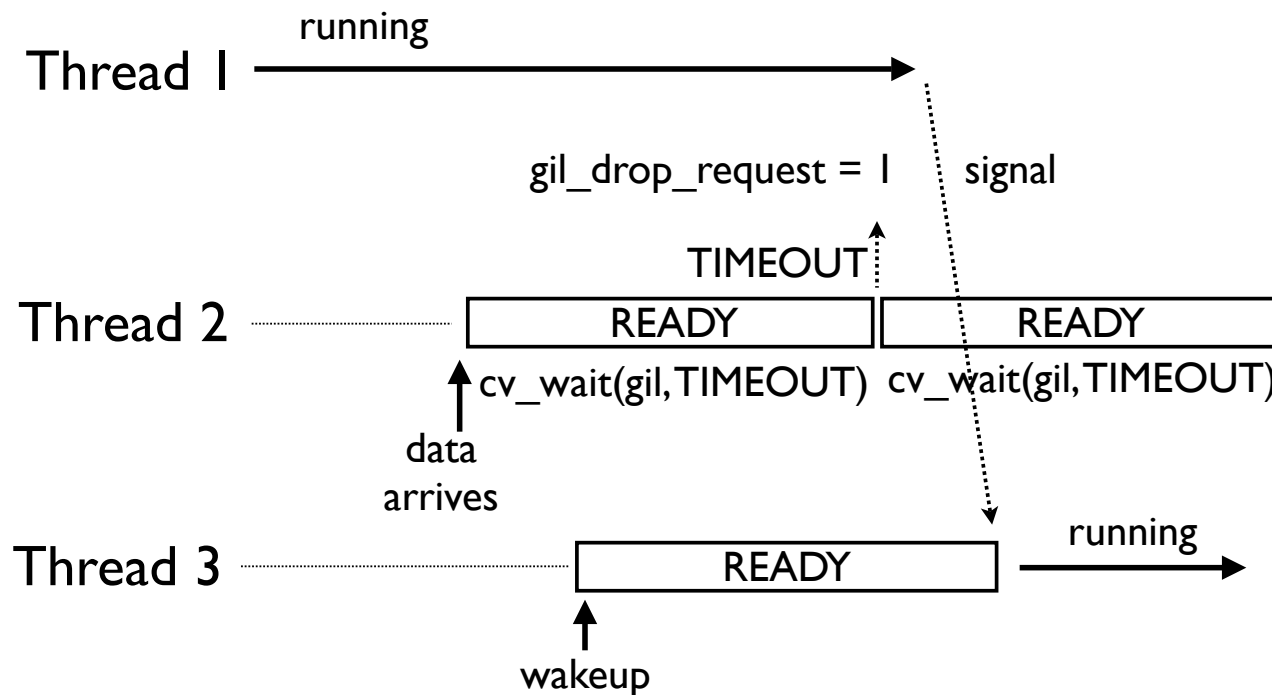 running
Thread 1
gil_drop_request = 1 signal
TIMEOUT
Thread 2 READY READY
cv_wait(gil,TIMEOUT) cv_wait(gil,TIMEOUT)
data
arrives
running
Thread 3 READY
wakeup